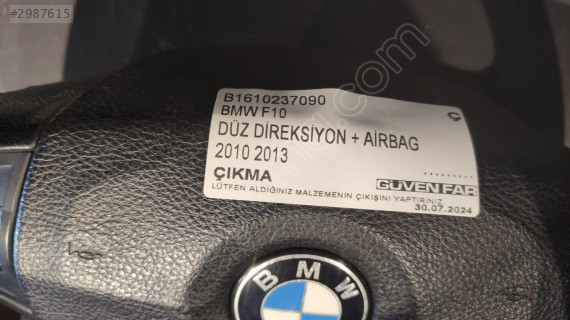 #2987615
B1610237090
BMW F10
Ç
DÜZ DİREKSİYON + AİRBAG
2010 2013
ÇIKMA
GÜVEN FAR
LÜTFEN ALDIĞINIZ MALZEMENİN ÇIKIŞINI YAPTIRINIZ
30.07.2024
BMW